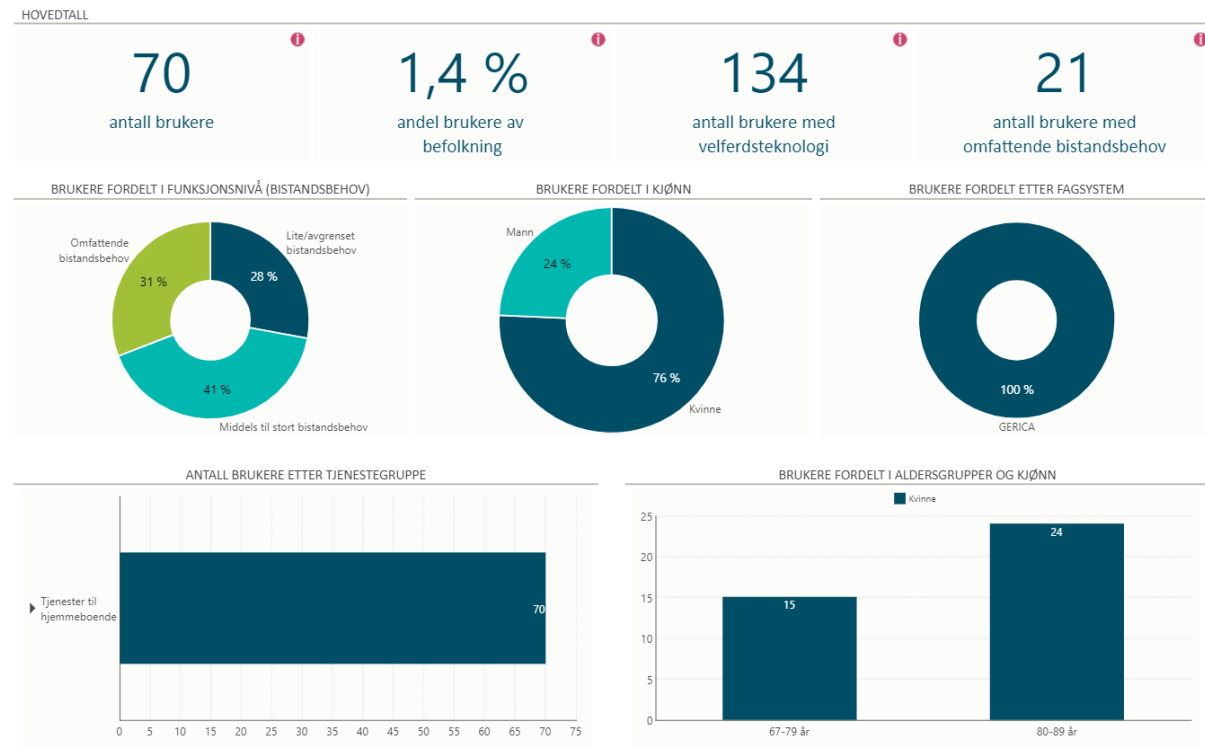 HOVEDTALL
70
antall brukere
1,4 %
andel brukere av
befolkning
134
antall brukere med
velferdsteknologi
21
antall brukere med
omfattende bistandsbehov
BRUKERE FORDELT I FUNKSJONSNIVÅ (BISTANDSBEHOV)
Omfattende
bistandsbehov
31 %
Lite/avgrenset
bistandsbehov
28 %
41 %
Middels til stort bistandsbehov
BRUKERE FORDELT I KJØNN
Mann
24 %
76 %
Kvinne
BRUKERE FORDELT ETTER FAGSYSTEM
100 %
GERICA
ANTALL BRUKERE ETTER TJENESTEGRUPPE
Tjenester til
hjemmeboende
70
0 5 10 15 20 25 30 35 40 45 50 55 60 65 70 75
BRUKERE FORDELT I ALDERSGRUPPER OG KJØNN
Kvinne
25
20
15
10
5
0
15
24
67-79 år
80-89 år